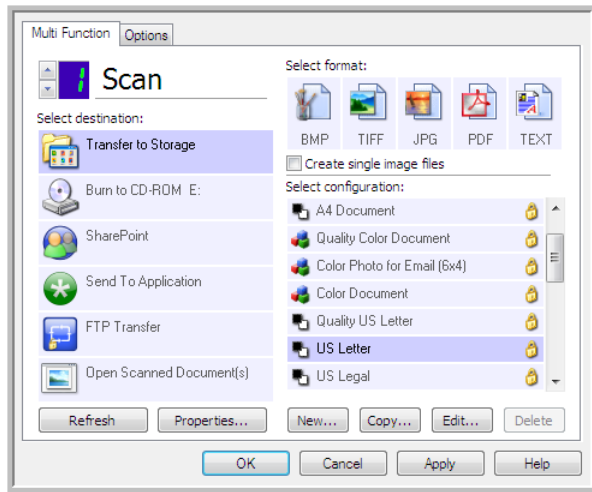 Multi Function
Options
1 Scan
Select destination:
Transfer to Storage
Burn to CD-ROM E:
SharePoint
Send To Application
FTP Transfer
Open Scanned Document(s)
Refresh
Properties...
Select format:
BMP TIFF JPG PDF TEXT
Create single image files
Select configuration:
A4 Document
Quality Color Document
Color Photo for Email (6x4)
Color Document
Quality US Letter
US Letter
US Legal
New... Copy... Edit... Delete
OK Cancel Apply Help